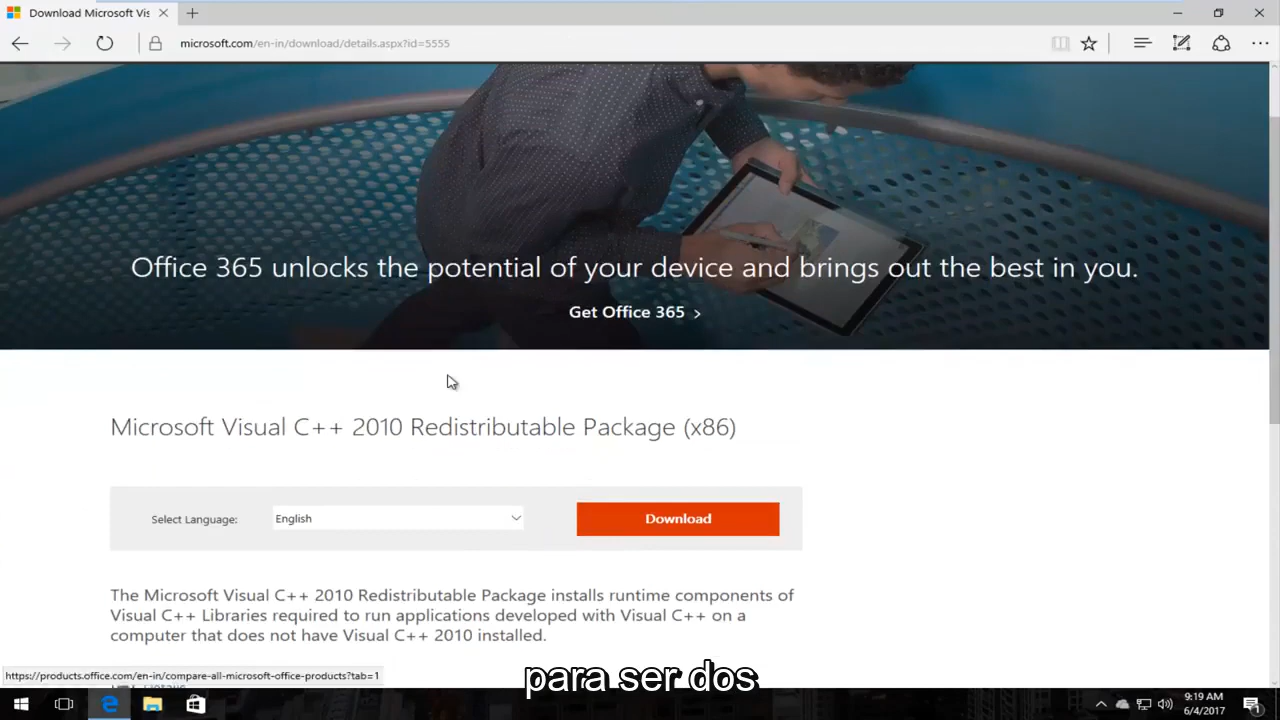 Download Microsoft Vis
microsoft.com/en-in/download/details.aspx?id=5555
Office 365 unlocks the potential of your device and brings out the best in you.
Get Office 365 >
Microsoft Visual C++ 2010 Redistributable Package (x86)
Select Language:
English
Download
The Microsoft Visual C++ 2010 Redistributable Package installs runtime components of
Visual C++ Libraries required to run applications developed with Visual C++ on a
computer that does not have Visual C++ 2010 installed.
https://products.office.com/en-in/compare-all-microsoft-office-products?tab=1
para ser dos
9:19 AM
6/4/2017
1